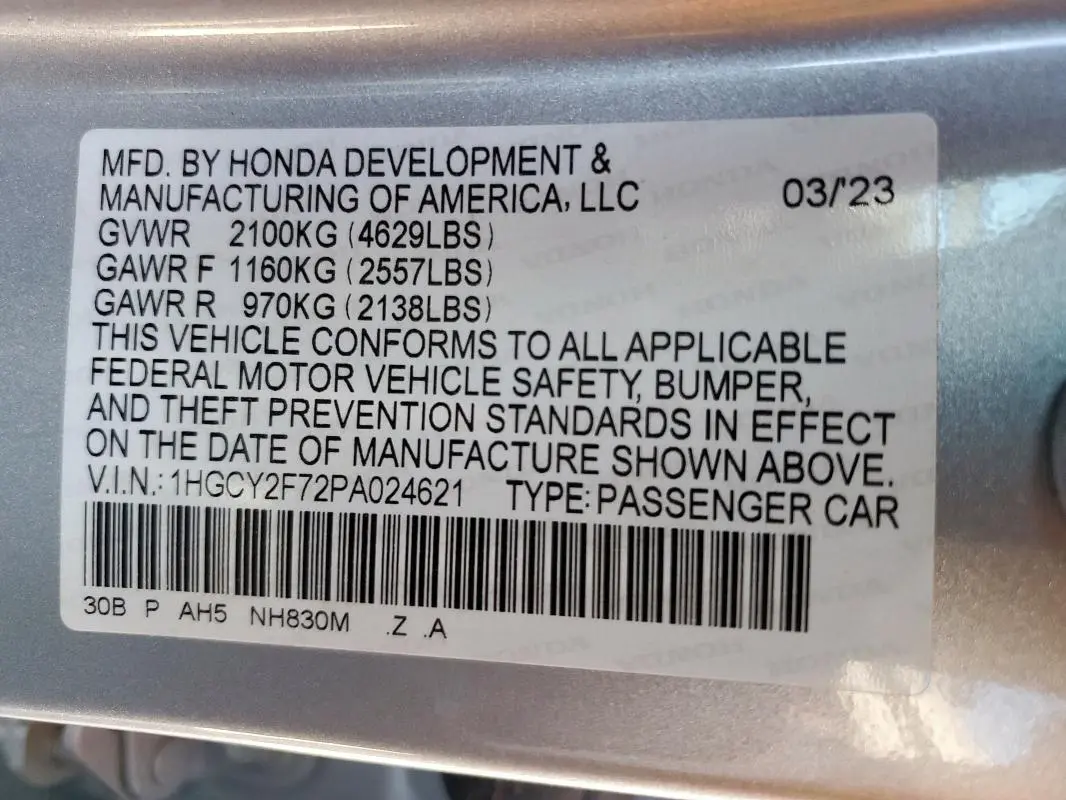 MFD. BY HONDA DEVELOPMENT &
MANUFACTURING OF AMERICA, LLC 03/'23
GVWR 2100KG (4629LBS)
GAWR F 1160KG (2557LBS)
GAWR R 970KG (2138LBS)
THIS VEHICLE CONFORMS TO ALL APPLICABLE
FEDERAL MOTOR VEHICLE SAFETY, BUMPER,
AND THEFT PREVENTION STANDARDS IN EFFECT
ON THE DATE OF MANUFACTURE SHOWN ABOVE.
V.I.N.: 1HGCY2F72PA024621 TYPE: PASSENGER CAR
30B P AH5 NH830M .Z .A